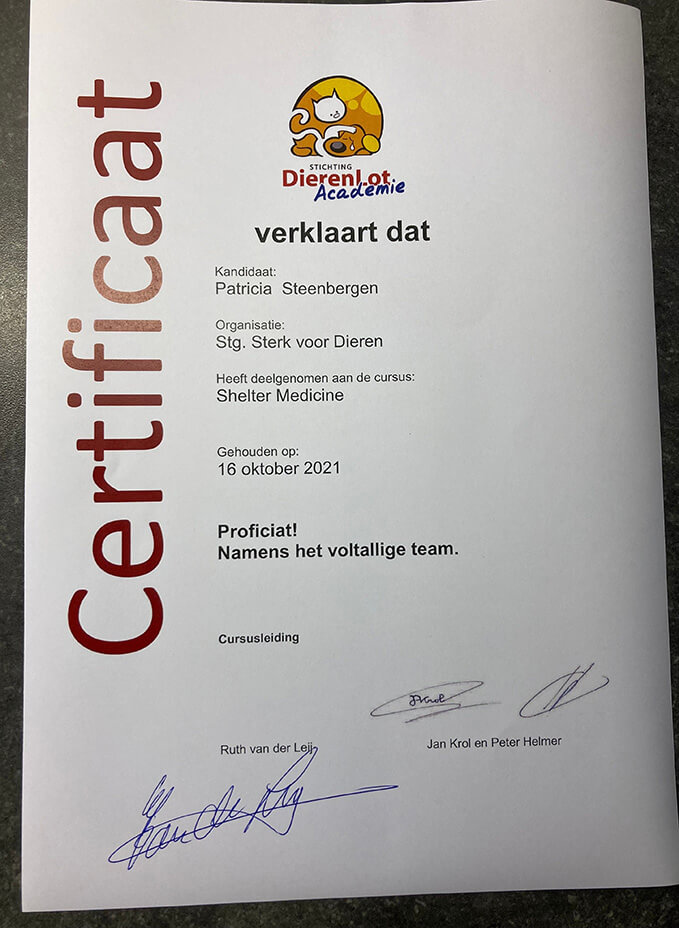 Certificaat
STICHTING
DierenLot
Academie
verklaart dat
Kandidaat:
Patricia Steenbergen
Organisatie:
Stg. Sterk voor Dieren
Heeft deelgenomen aan de cursus:
Shelter Medicine
Gehouden op:
16 oktober 2021
Proficiat!
Namens het voltallige team.
Cursusleiding
JKrol
Ruth van der Leij
Jan Krol en Peter Helmer